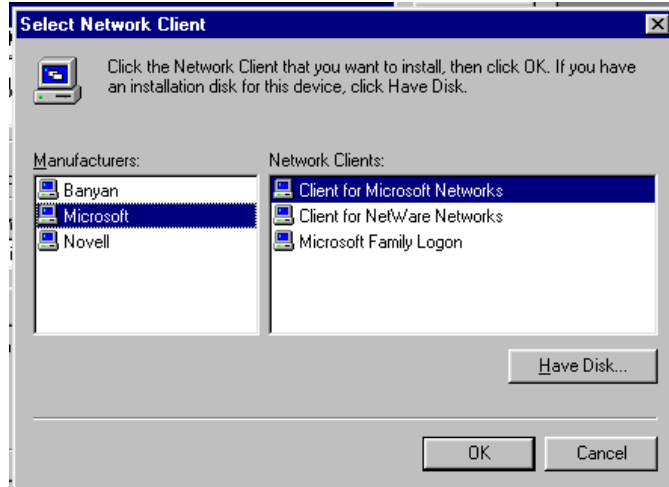 Select Network Client
Click the Network Client that you want to install, then click OK. If you have
an installation disk for this device, click Have Disk.
Manufacturers:
Banyan
Microsoft
Novell
Network Clients:
Client for Microsoft Networks
Client for NetWare Networks
Microsoft Family Logon
Have Disk...
OK
Cancel